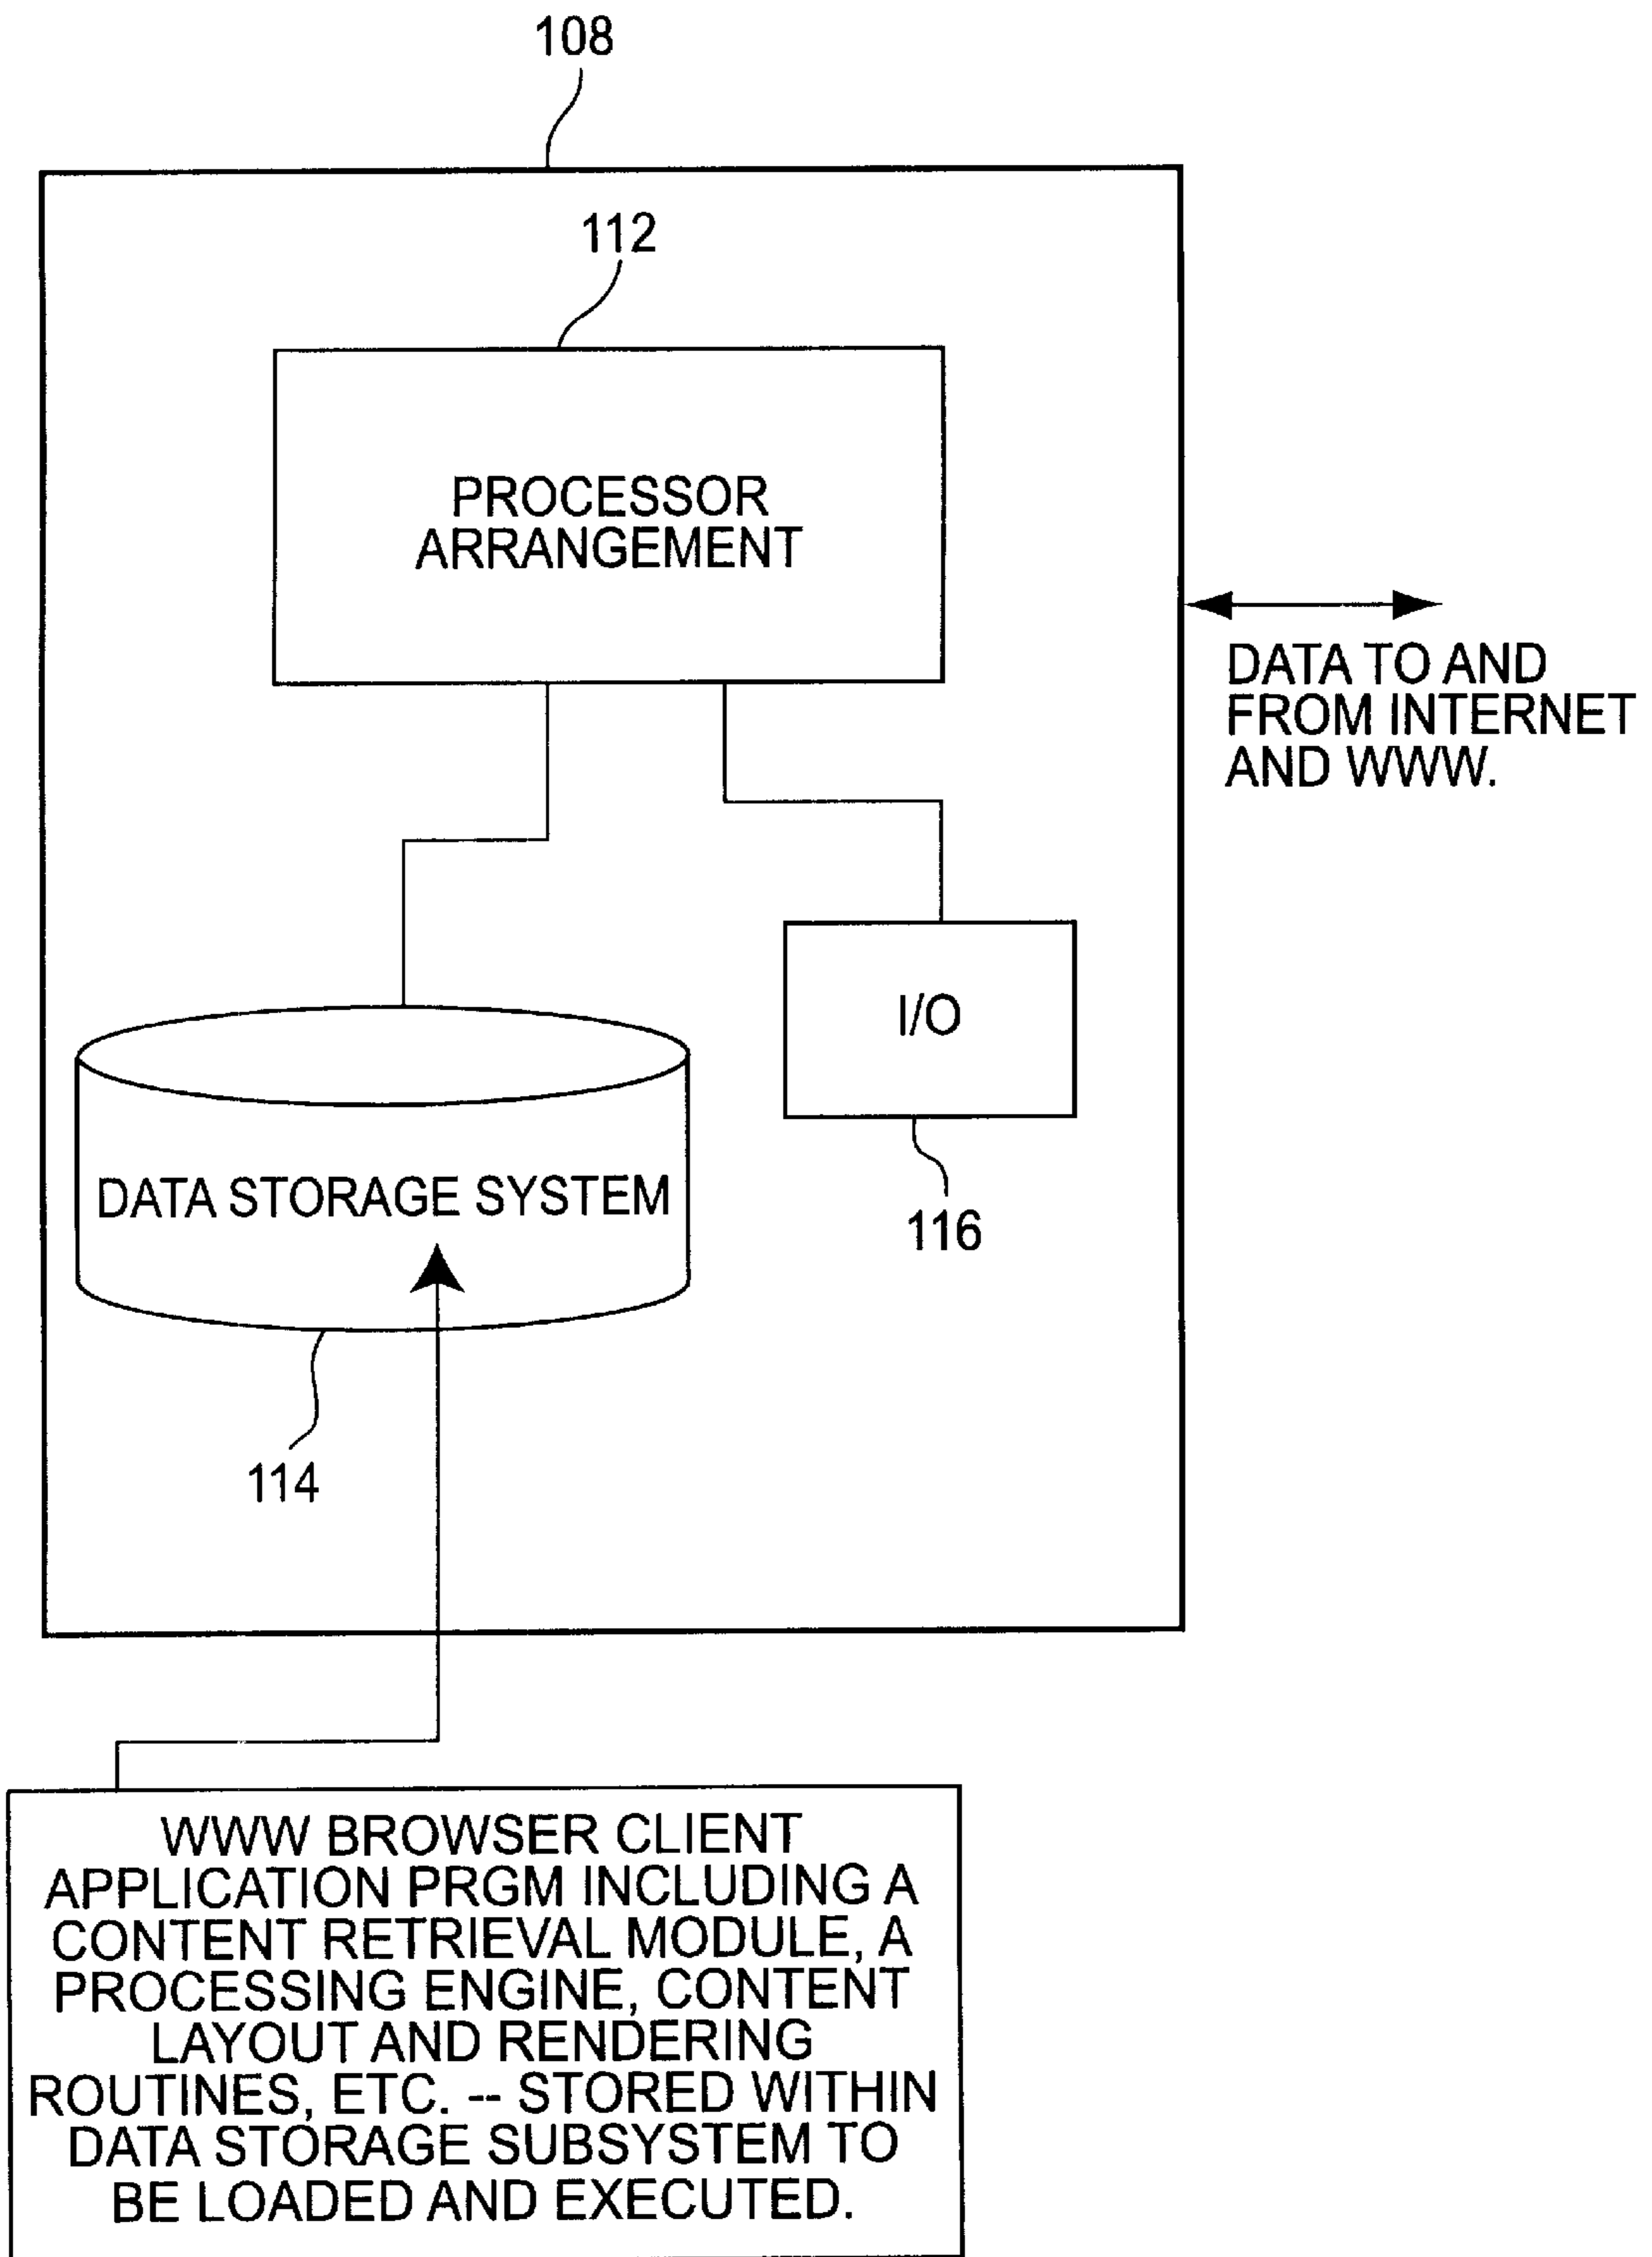 108
112
PROCESSOR
ARRANGEMENT
DATA TO AND
FROM INTERNET
AND WWW.
I/O
DATA STORAGE SYSTEM
116
114
WWW BROWSER CLIENT
APPLICATION PRGM INCLUDING A
CONTENT RETRIEVAL MODULE, A
PROCESSING ENGINE, CONTENT
LAYOUT AND RENDERING
ROUTINES, ETC. -- STORED WITHIN
DATA STORAGE SUBSYSTEM TO
BE LOADED AND EXECUTED.